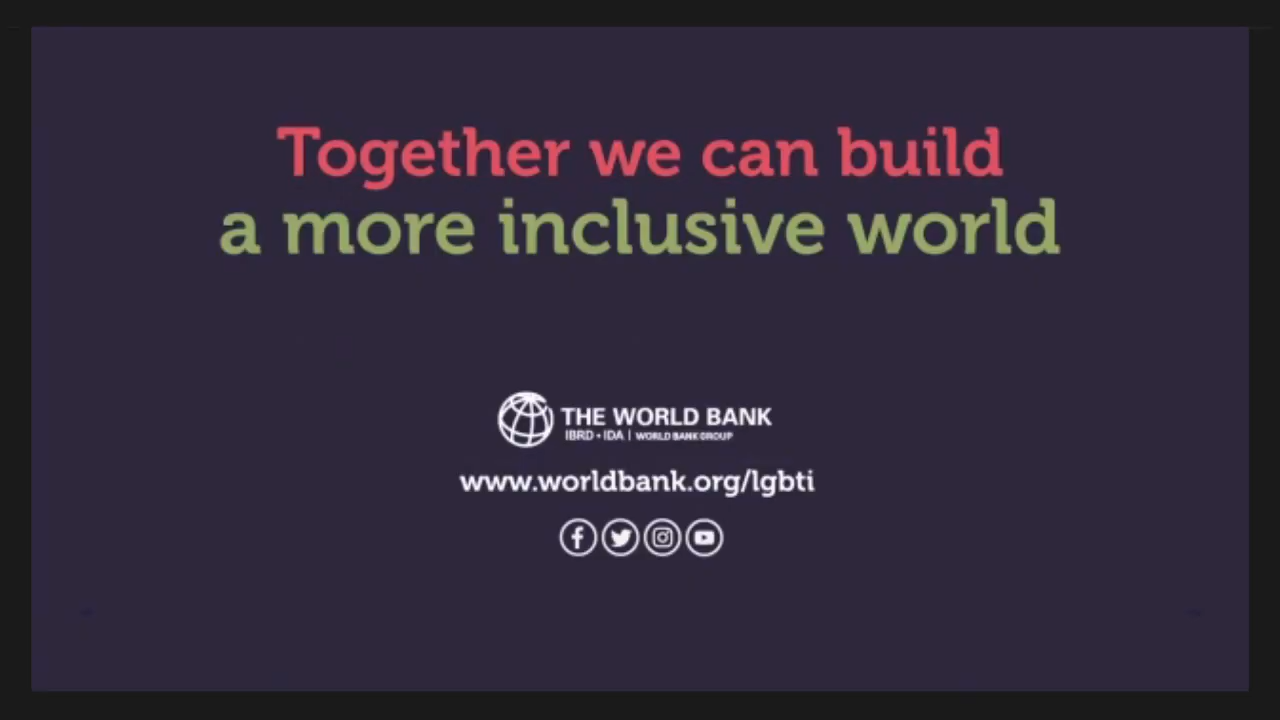 Together we can build
a more inclusive world
THE WORLD BANK
IBRD • IDA | WORLD BANK GROUP
www.worldbank.org/lgbti